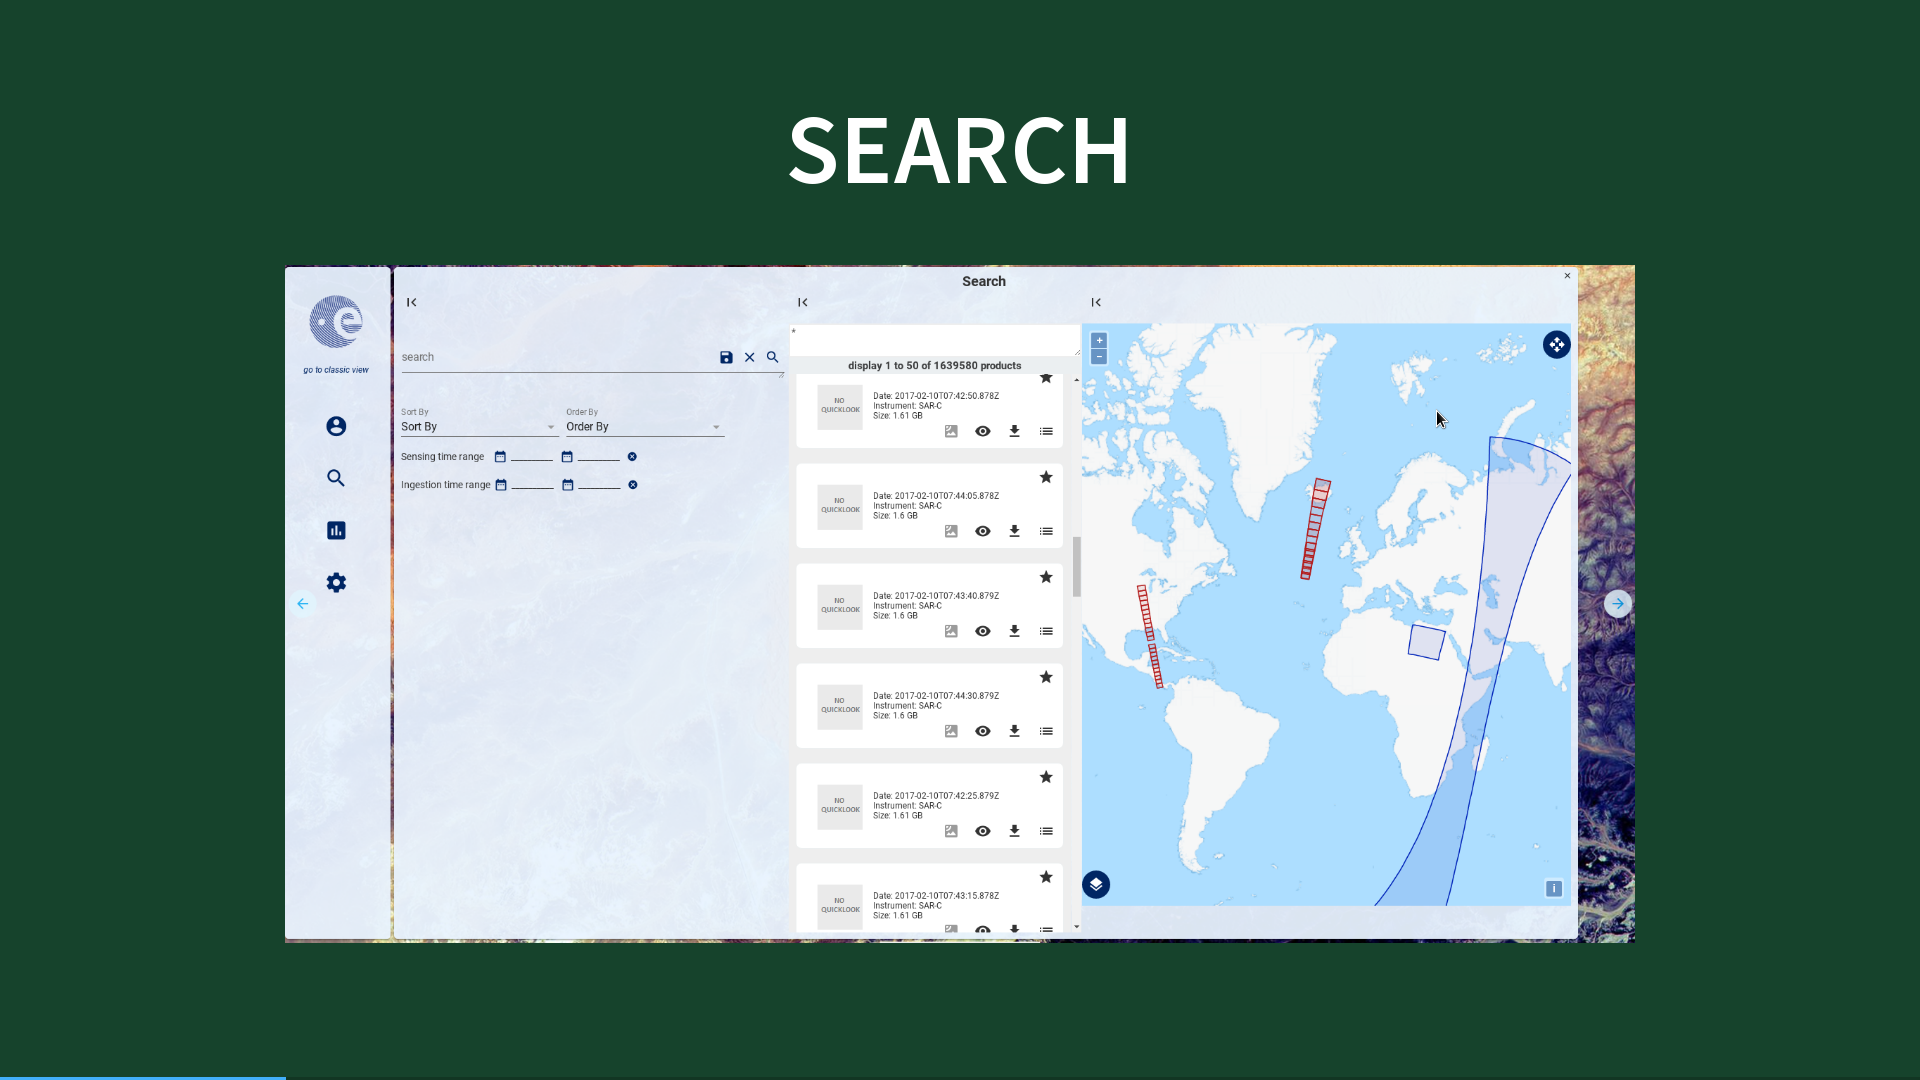 SEARCH
Search
×
go to classic view
search
*
display 1 to 50 of 1639580 products
Sort By
Order By
Sort By
Order By
Sensing time range
Ingestion time range
NO QUICKLOOK
Date: 2017-02-10T07:42:50.878Z
Instrument: SAR-C
Size: 1.61 GB
NO QUICKLOOK
Date: 2017-02-10T07:44:05.878Z
Instrument: SAR-C
Size: 1.6 GB
NO QUICKLOOK
Date: 2017-02-10T07:43:40.879Z
Instrument: SAR-C
Size: 1.6 GB
NO QUICKLOOK
Date: 2017-02-10T07:44:30.879Z
Instrument: SAR-C
Size: 1.6 GB
NO QUICKLOOK
Date: 2017-02-10T07:42:25.879Z
Instrument: SAR-C
Size: 1.61 GB
NO QUICKLOOK
Date: 2017-02-10T07:43:15.878Z
Instrument: SAR-C
Size: 1.61 GB
+
−
i